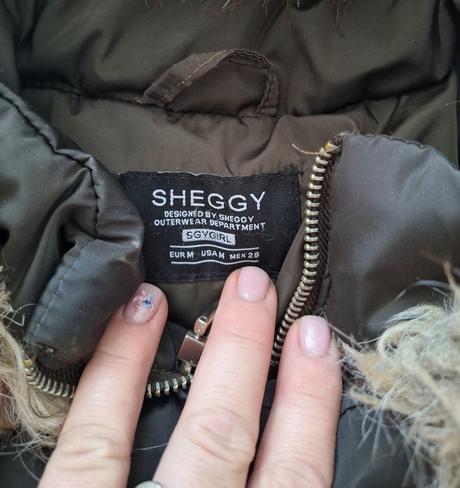 SHEGGY
DESIGNED BY SHEGGY
OUTERWEAR DEPARTMENT
SGYGIRL
EUR M USA M MEX 28